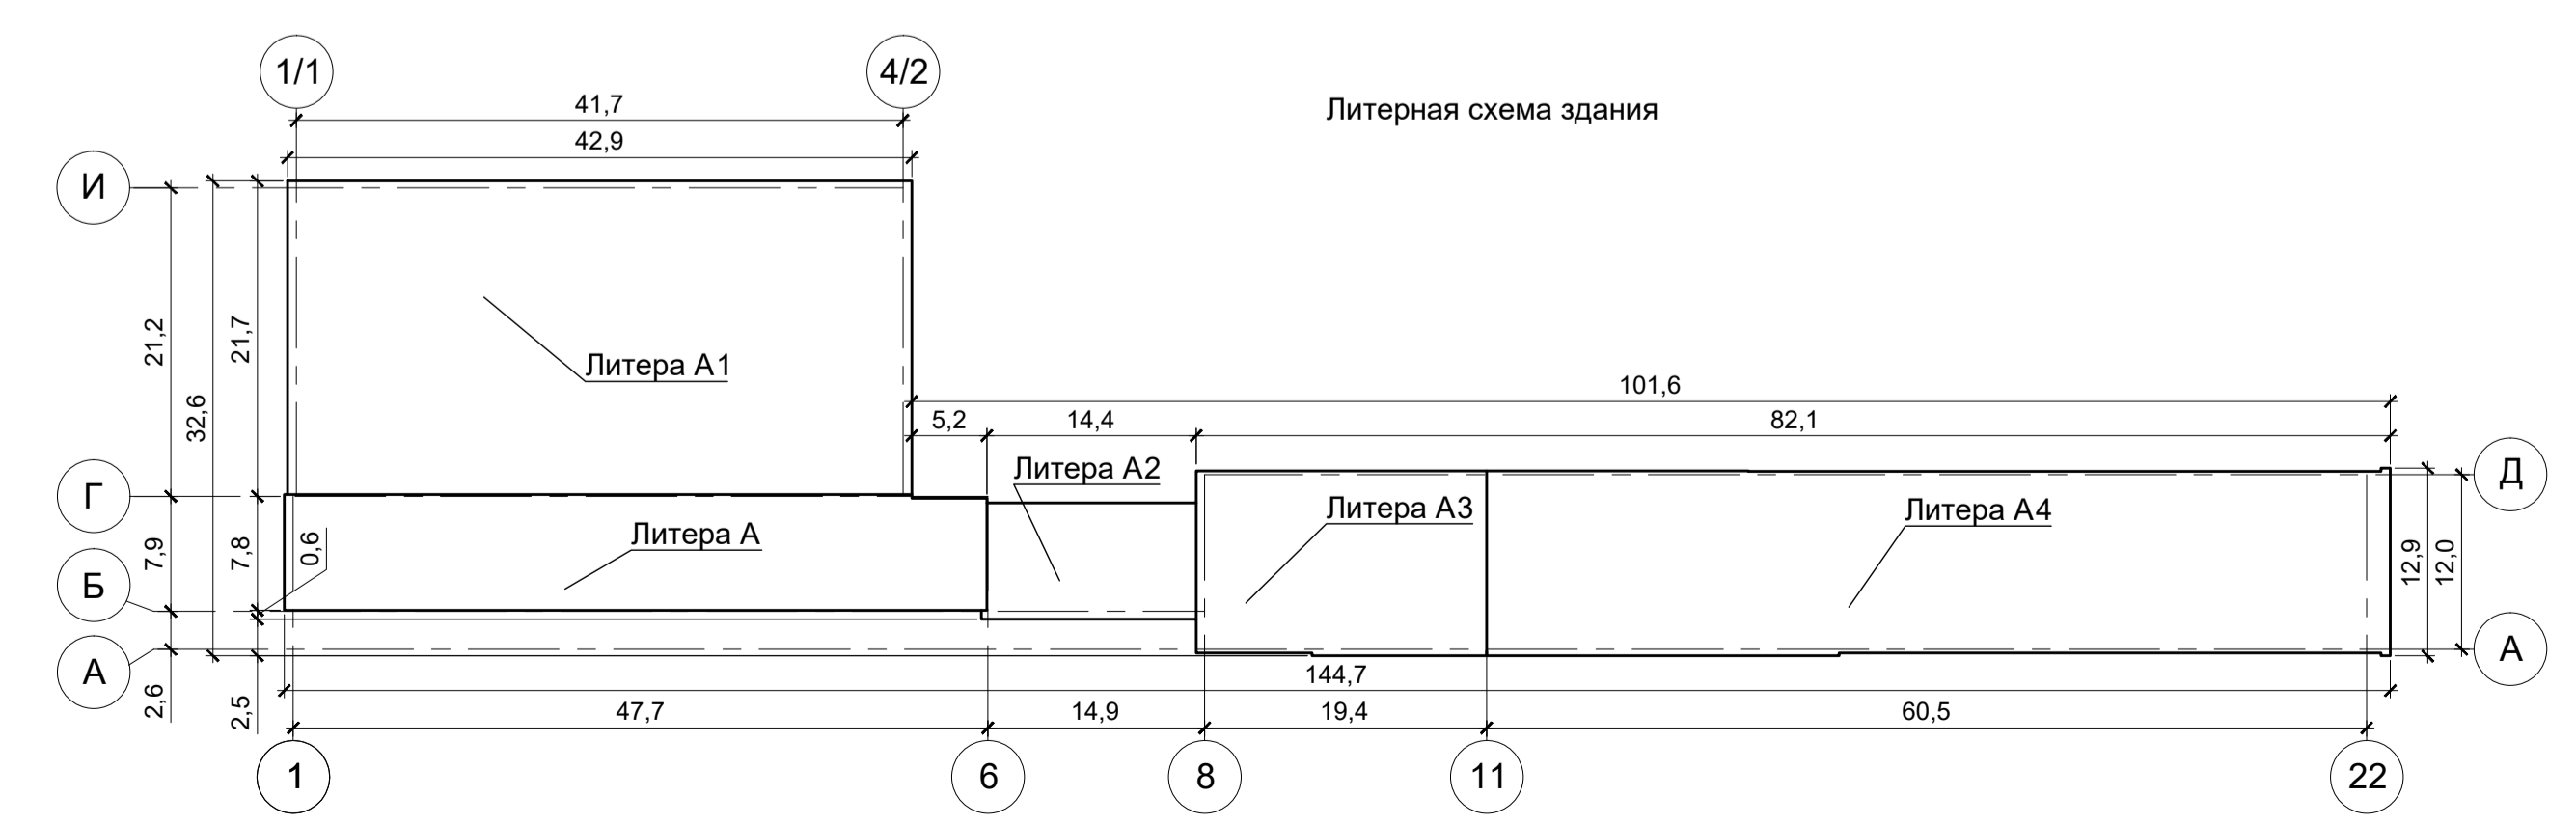 1/1
4/2
41,7
Литерная схема здания
42,9
И
21,2
32,6
21,7
Литера А1
101,6
5,2
14,4
82,1
Литера А2
Г
Д
Литера А3
Литера А4
Литера А
0,6
7,9
7,8
12,9
12,0
Б
А
А
144,7
2,6
2,5
47,7
14,9
19,4
60,5
1
6
8
11
22